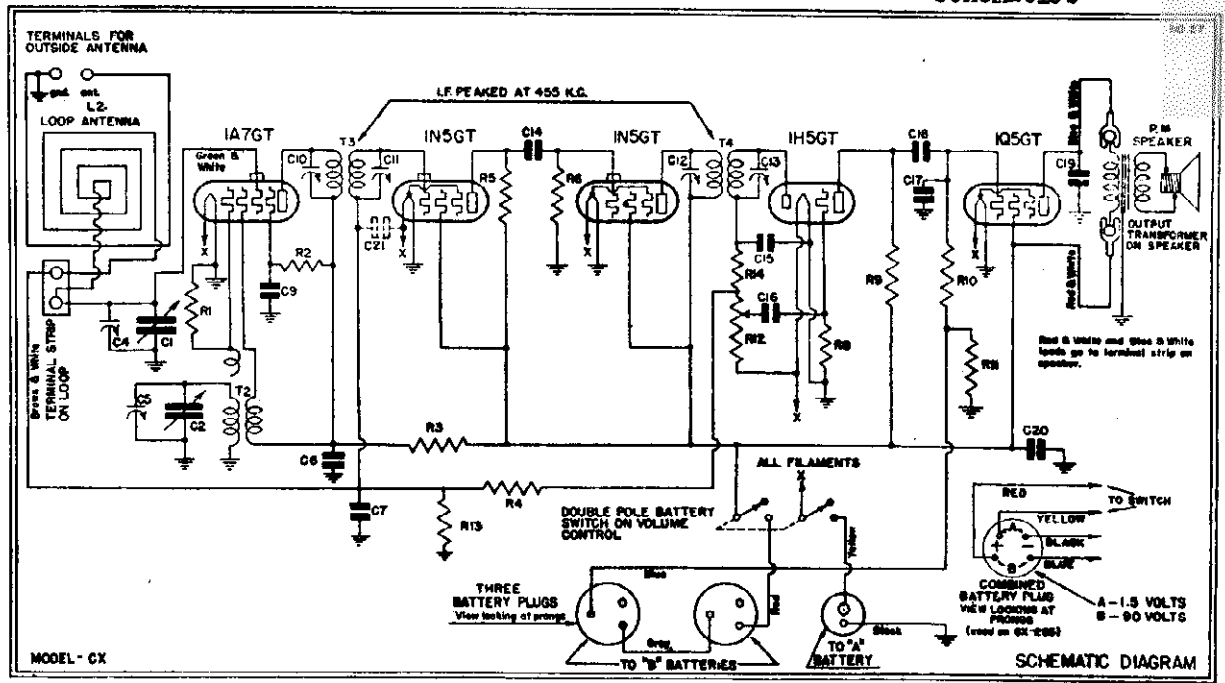 TERMINALS FOR
OUTSIDE ANTENNA
gnd. ant.
L2-
LOOP ANTENNA
I.F. PEAKED AT 455 K.C.
1A7GT
1N5GT
1N5GT
1H5GT
1Q5GT
Green &
White
C10
T3
C11
R5
C14
R6
C12
T4
C13
C18
C17
C19
Blue & White
P.M.
SPEAKER
OUTPUT
TRANSFORMER
ON SPEAKER
X
R2
C21
X
X
X
C15
R14
R9
R10
Red & White
C9
R1
C16
R12
R8
R11
C4
C1
X
Red & White and Blue & White
leads go to terminal strip on
speaker.
Brown & White
TERMINAL STRIP
ON LOOP
C5
C2
T2
R3
C6
C20
ALL FILAMENTS
X
R4
C7
R13
DOUBLE POLE BATTERY
SWITCH ON VOLUME
CONTROL
Yellow
RED
TO SWITCH
YELLOW
BLACK
BLUE
A
+
-
B
COMBINED
BATTERY PLUG
VIEW LOOKING AT
PRONGS
A-1.5 VOLTS
B-90 VOLTS
Blue
Red
THREE
BATTERY PLUGS
View looking at prongs
Gray
Black
TO "B" BATTERIES
TO "A"
BATTERY
MODEL- CX
SCHEMATIC DIAGRAM